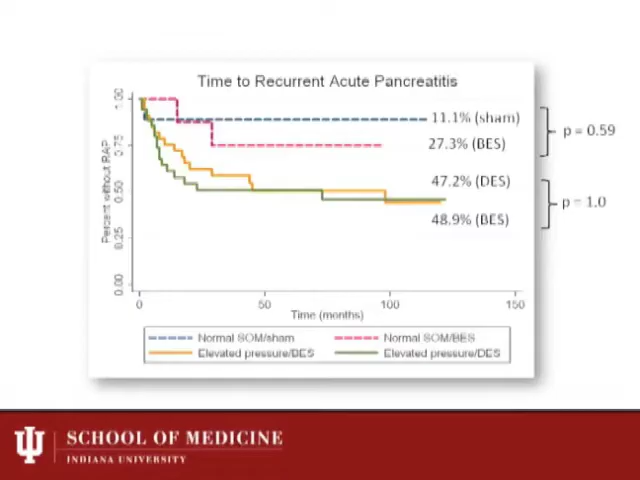 Time to Recurrent Acute Pancreatitis
Percent without RAP
1.00
0.75
0.50
0.25
0.00
11.1% (sham)
27.3% (BES)
p = 0.59
47.2% (DES)
48.9% (BES)
p = 1.0
0
50
100
150
Time (months)
Normal SOM/sham
Normal SOM/BES
Elevated pressure/BES
Elevated pressure/DES
SCHOOL OF MEDICINE
INDIANA UNIVERSITY